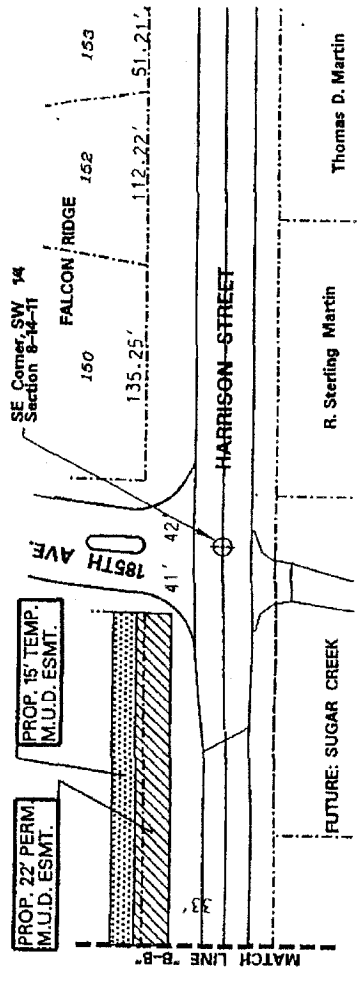 SE Corner, SW 1/4
Section 8-14-11
FALCON RIDGE
150
152
153
135.25'
112.22'
51.21'
185TH AVE.
41'
42'
PROP. 15' TEMP.
M.U.D. ESMT.
PROP. 22' PERM.
M.U.D. ESMT.
HARRISON STREET
33'
MATCH LINE "B-B"
FUTURE: SUGAR CREEK
R. Sterling Martin
Thomas D. Martin